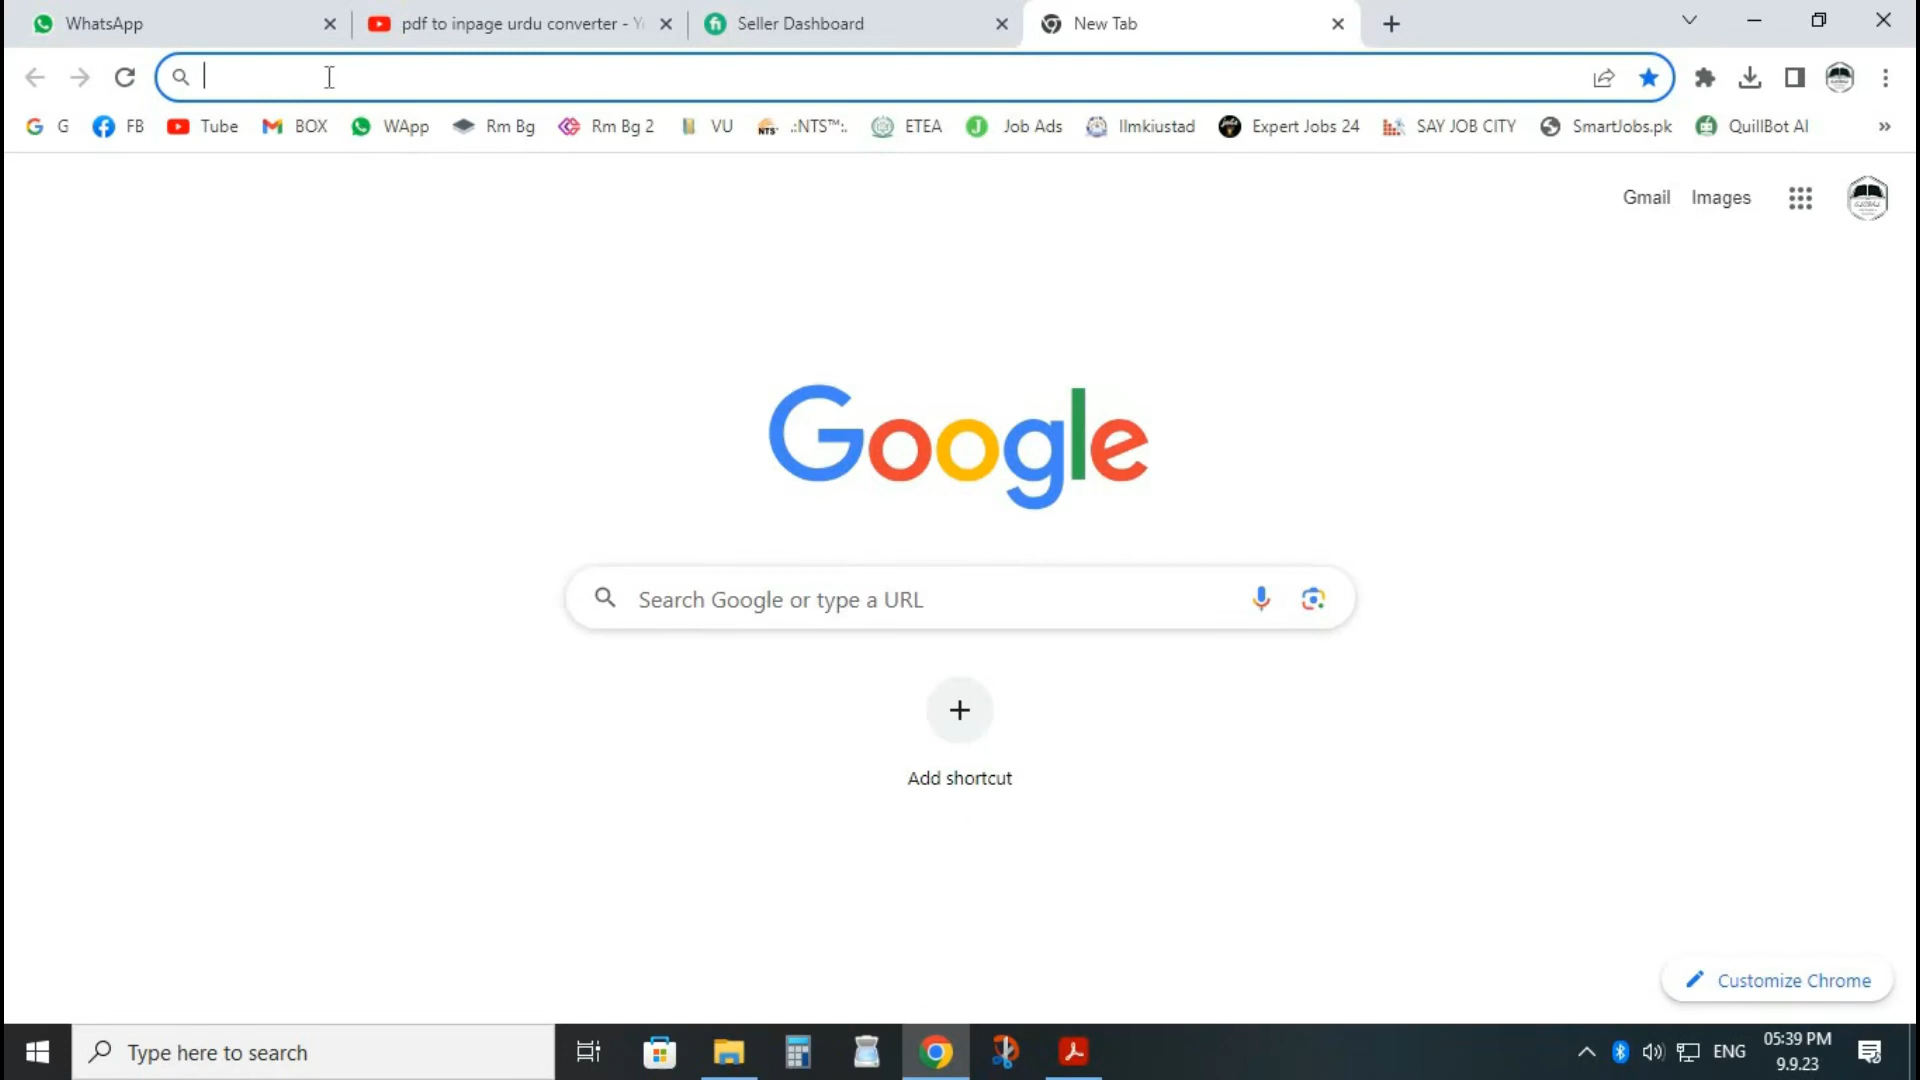 WhatsApp
pdf to inpage urdu converter - Y
Seller Dashboard
New Tab
G FB Tube BOX WApp Rm Bg Rm Bg 2 VU .:NTS™:. ETEA Job Ads Ilmkiustad Expert Jobs 24 SAY JOB CITY SmartJobs.pk QuillBot AI »
Gmail Images
Google
Search Google or type a URL
Add shortcut
Customize Chrome
Type here to search
ENG
05:39 PM
9.9.23